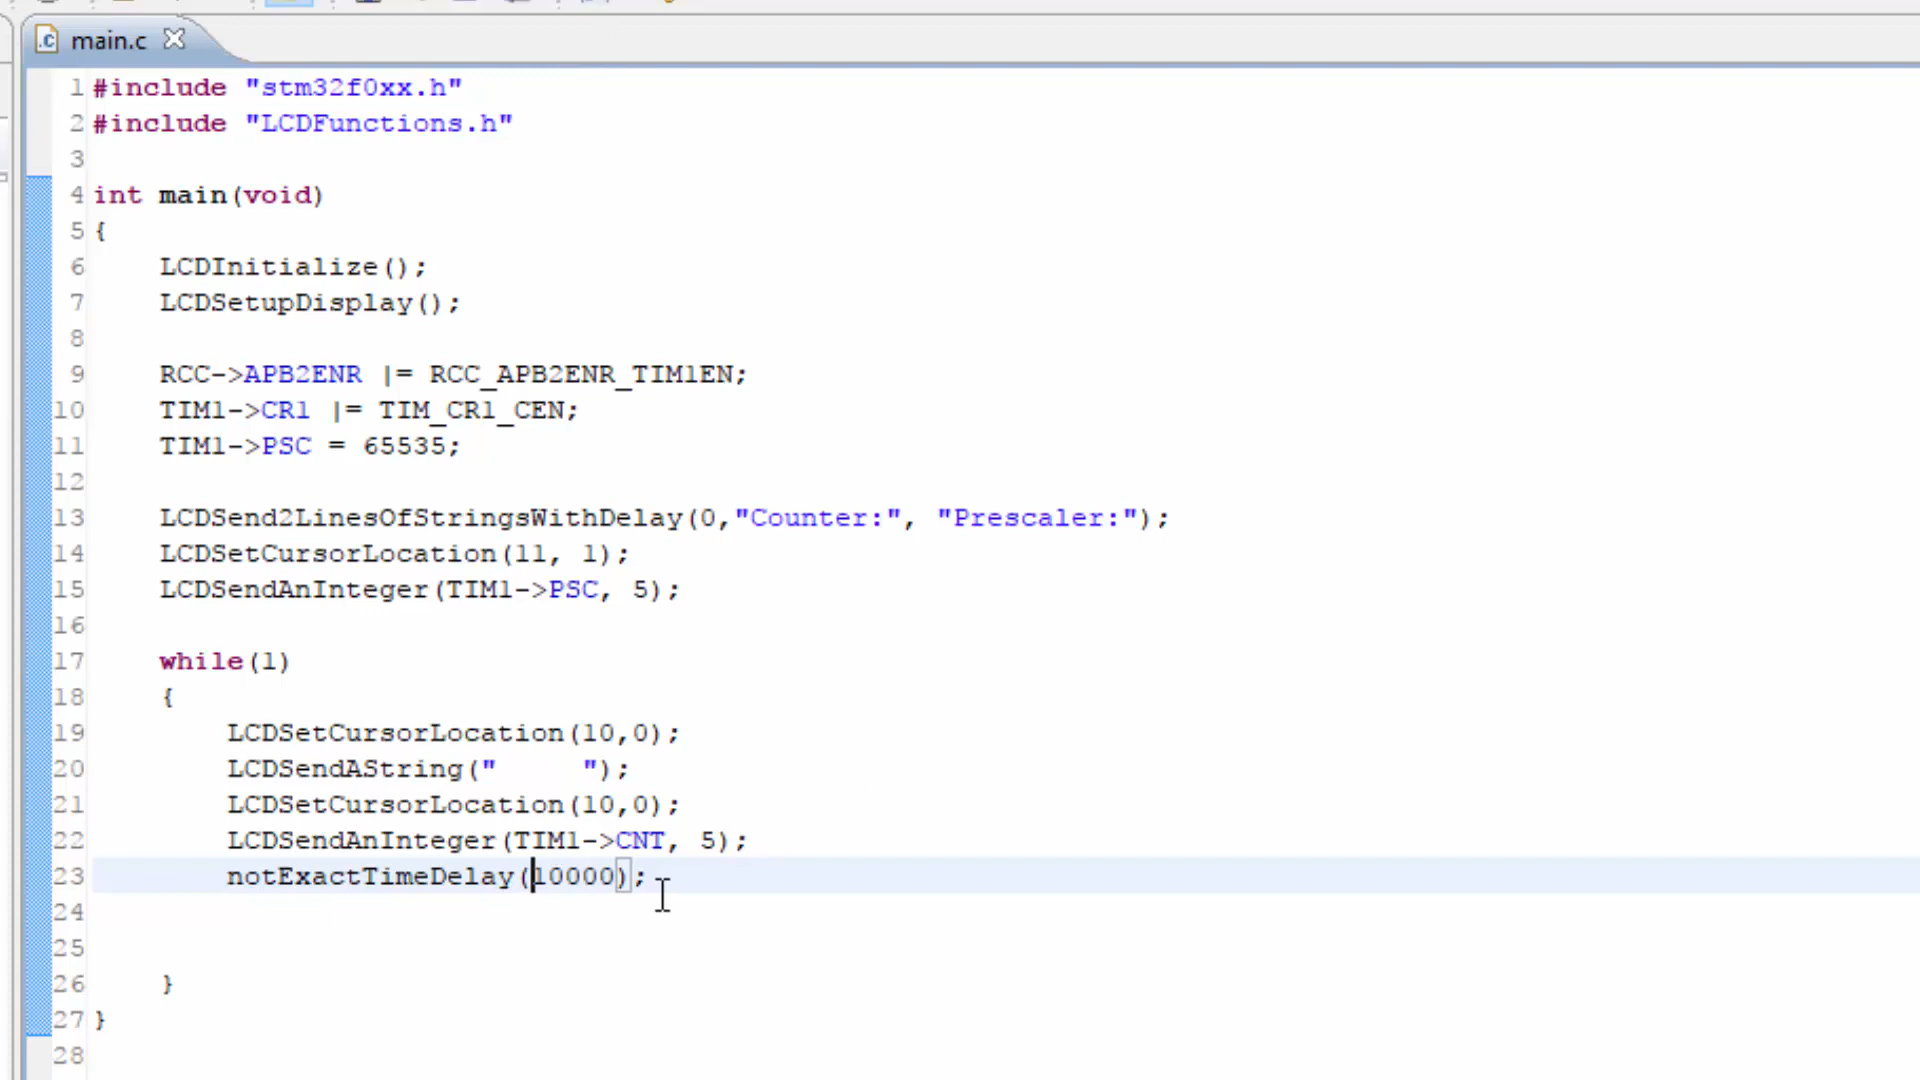 main.c
1 #include "stm32f0xx.h"
2 #include "LCDFunctions.h"
3
4 int main(void)
5 {
6 LCDInitialize();
7 LCDSetupDisplay();
8
9 RCC->APB2ENR |= RCC_APB2ENR_TIM1EN;
10 TIM1->CR1 |= TIM_CR1_CEN;
11 TIM1->PSC = 65535;
12
13 LCDSend2LinesOfStringsWithDelay(0,"Counter:", "Prescaler:");
14 LCDSetCursorLocation(11, 1);
15 LCDSendAnInteger(TIM1->PSC, 5);
16
17 while(1)
18 {
19 LCDSetCursorLocation(10,0);
20 LCDSendAString("     ");
21 LCDSetCursorLocation(10,0);
22 LCDSendAnInteger(TIM1->CNT, 5);
23 notExactTimeDelay(10000);
24
25
26 }
27 }
28